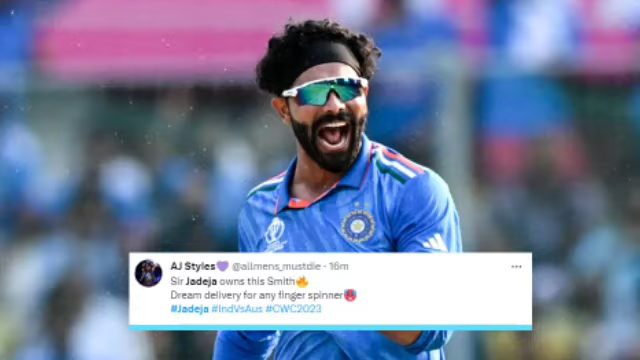 AJ Styles💜 @allmens_mustdie · 16m
Sir Jadeja owns this Smith🔥
Dream delivery for any finger spinner🥵
#Jadeja #IndVsAus #CWC2023